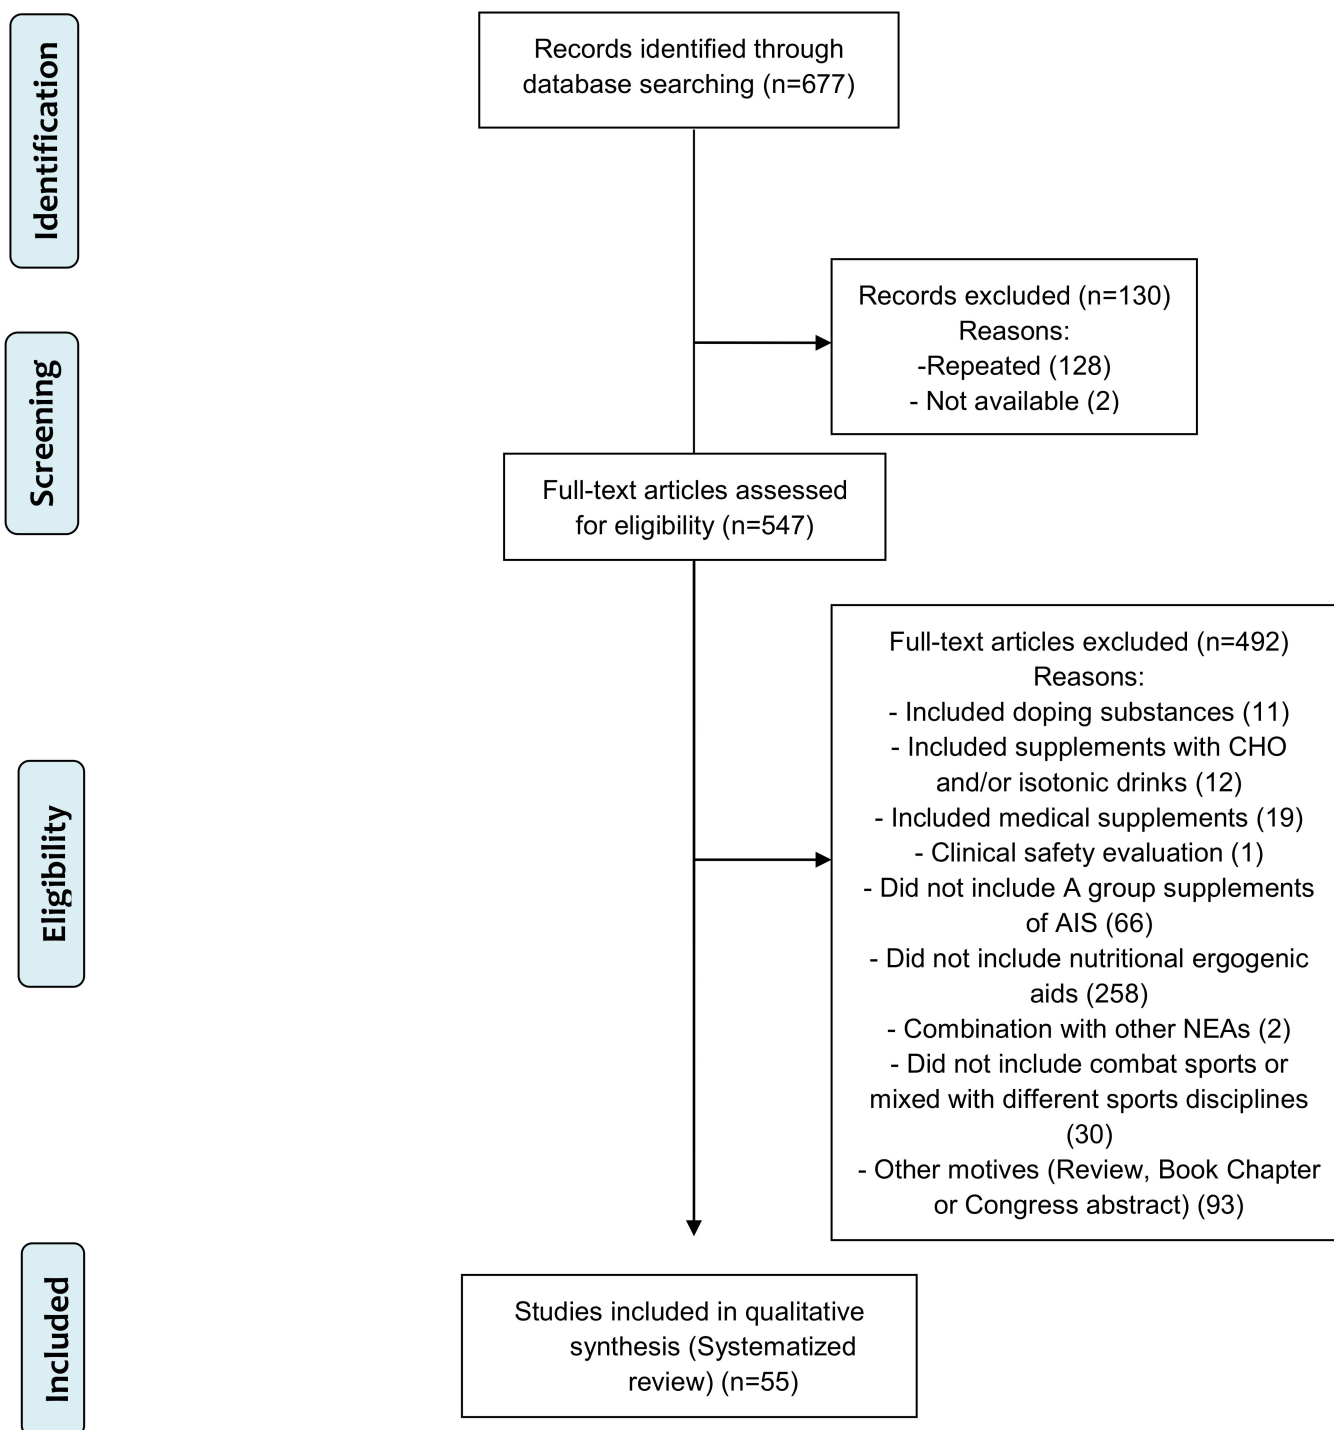 Identification
Records identified through
database searching (n=677)
Screening
Records excluded (n=130)
Reasons:
-Repeated (128)
- Not available (2)
Full-text articles assessed
for eligibility (n=547)
Eligibility
Full-text articles excluded (n=492)
Reasons:
- Included doping substances (11)
- Included supplements with CHO
and/or isotonic drinks (12)
- Included medical supplements (19)
- Clinical safety evaluation (1)
- Did not include A group supplements
of AIS (66)
- Did not include nutritional ergogenic
aids (258)
- Combination with other NEAs (2)
- Did not include combat sports or
mixed with different sports disciplines
(30)
- Other motives (Review, Book Chapter
or Congress abstract) (93)
Included
Studies included in qualitative
synthesis (Systematized
review) (n=55)